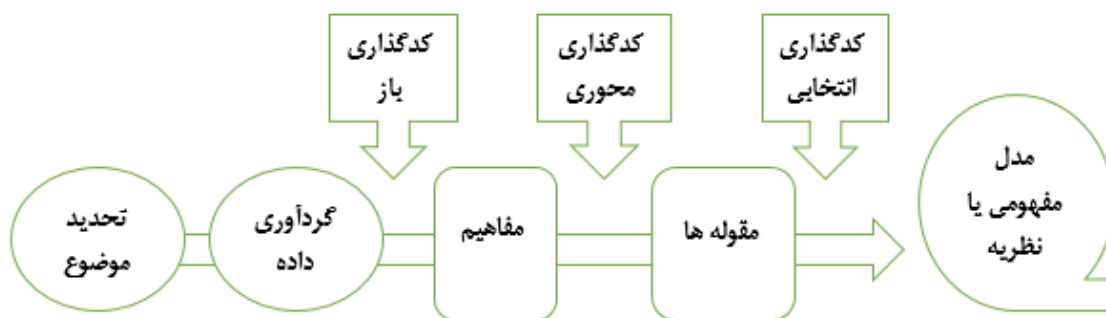 کدگذاری
باز
کدگذاری
محوری
کدگذاری
انتخابی
تحدید
موضوع
گردآوری
داده
مفاهیم
مقوله ها
مدل
مفهومی یا
نظریه